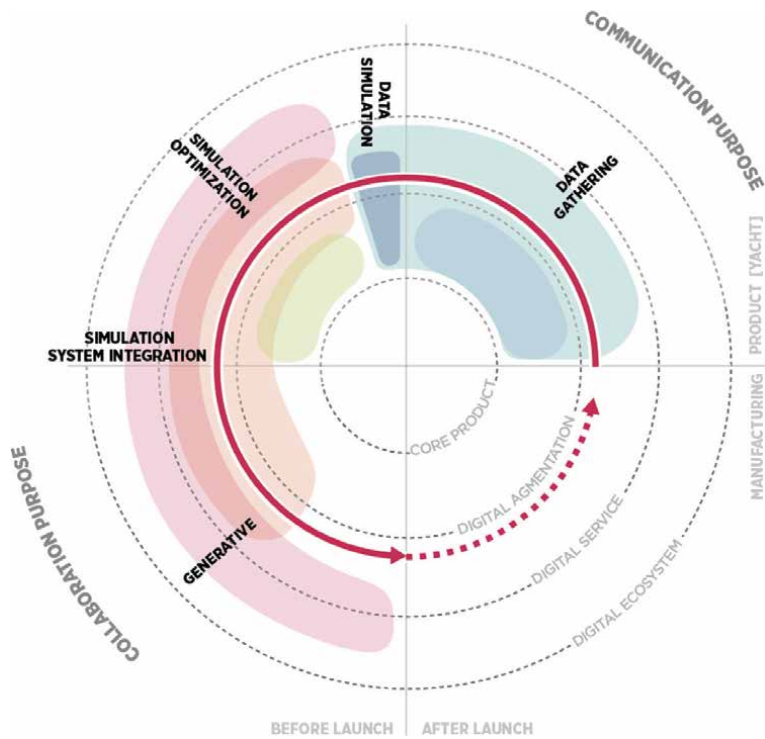 COMMUNICATION PURPOSE
DATA
SIMULATION
SIMULATION
OPTIMIZATION
DATA
GATHERING
PRODUCT [YACHT]
SIMULATION
SYSTEM INTEGRATION
MANUFACTURING
CORE PRODUCT
DIGITAL AGMENTATION
COLLABORATION PURPOSE
GENERATIVE
DIGITAL SERVICE
DIGITAL ECOSYSTEM
BEFORE LAUNCH
AFTER LAUNCH